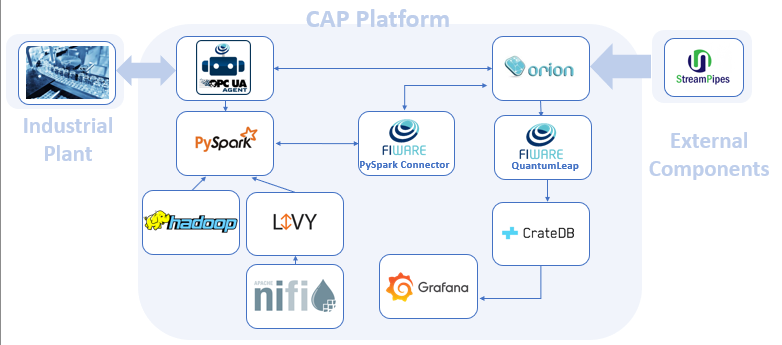 CAP Platform
OPC UA
AGENT
orion
StreamPipes
Industrial
Plant
PySpark
FIWARE
PySpark Connector
FIWARE
QuantumLeap
External
Components
hadoop
LIVY
CrateDB
APACHE
nifi
Grafana